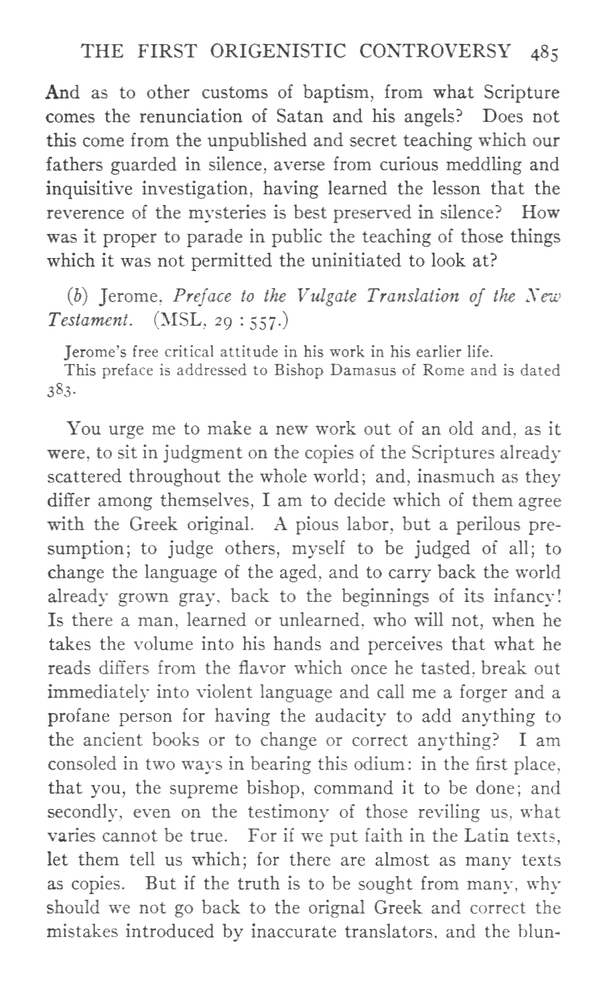 THE FIRST ORIGENISTIC CONTROVERSY 485
And as to other customs of baptism, from what Scripture
comes the renunciation of Satan and his angels? Does not
this come from the unpublished and secret teaching which our
fathers guarded in silence, averse from curious meddling and
inquisitive investigation, having learned the lesson that the
reverence of the mysteries is best preserved in silence? How
was it proper to parade in public the teaching of those things
which it was not permitted the uninitiated to look at?
(b) Jerome, Preface to the Vulgate Translation of the New
Testament. (MSL, 29 : 557.)
Jerome's free critical attitude in his work in his earlier life.
This preface is addressed to Bishop Damasus of Rome and is dated
383.
You urge me to make a new work out of an old and, as it
were, to sit in judgment on the copies of the Scriptures already
scattered throughout the whole world; and, inasmuch as they
differ among themselves, I am to decide which of them agree
with the Greek original. A pious labor, but a perilous pre-
sumption; to judge others, myself to be judged of all; to
change the language of the aged, and to carry back the world
already grown gray, back to the beginnings of its infancy!
Is there a man, learned or unlearned, who will not, when he
takes the volume into his hands and perceives that what he
reads differs from the flavor which once he tasted, break out
immediately into violent language and call me a forger and a
profane person for having the audacity to add anything to
the ancient books or to change or correct anything? I am
consoled in two ways in bearing this odium: in the first place,
that you, the supreme bishop, command it to be done; and
secondly, even on the testimony of those reviling us, what
varies cannot be true. For if we put faith in the Latin texts,
let them tell us which; for there are almost as many texts
as copies. But if the truth is to be sought from many, why
should we not go back to the orignal Greek and correct the
mistakes introduced by inaccurate translators, and the blun-